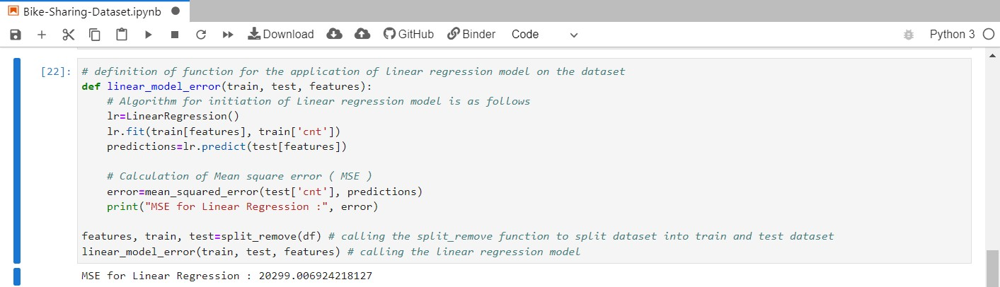 Bike-Sharing-Dataset.ipynb
Download GitHub Binder Code Python 3
[22]: # definition of function for the application of linear regression model on the dataset
def linear_model_error(train, test, features):
    # Algorithm for initiation of Linear regression model is as follows
    lr=LinearRegression()
    lr.fit(train[features], train['cnt'])
    predictions=lr.predict(test[features])
    # Calculation of Mean square error ( MSE )
    error=mean_squared_error(test['cnt'], predictions)
    print("MSE for Linear Regression :", error)
features, train, test=split_remove(df) # calling the split_remove function to split dataset into train and test dataset
linear_model_error(train, test, features) # calling the linear regression model
MSE for Linear Regression : 20299.006924218127